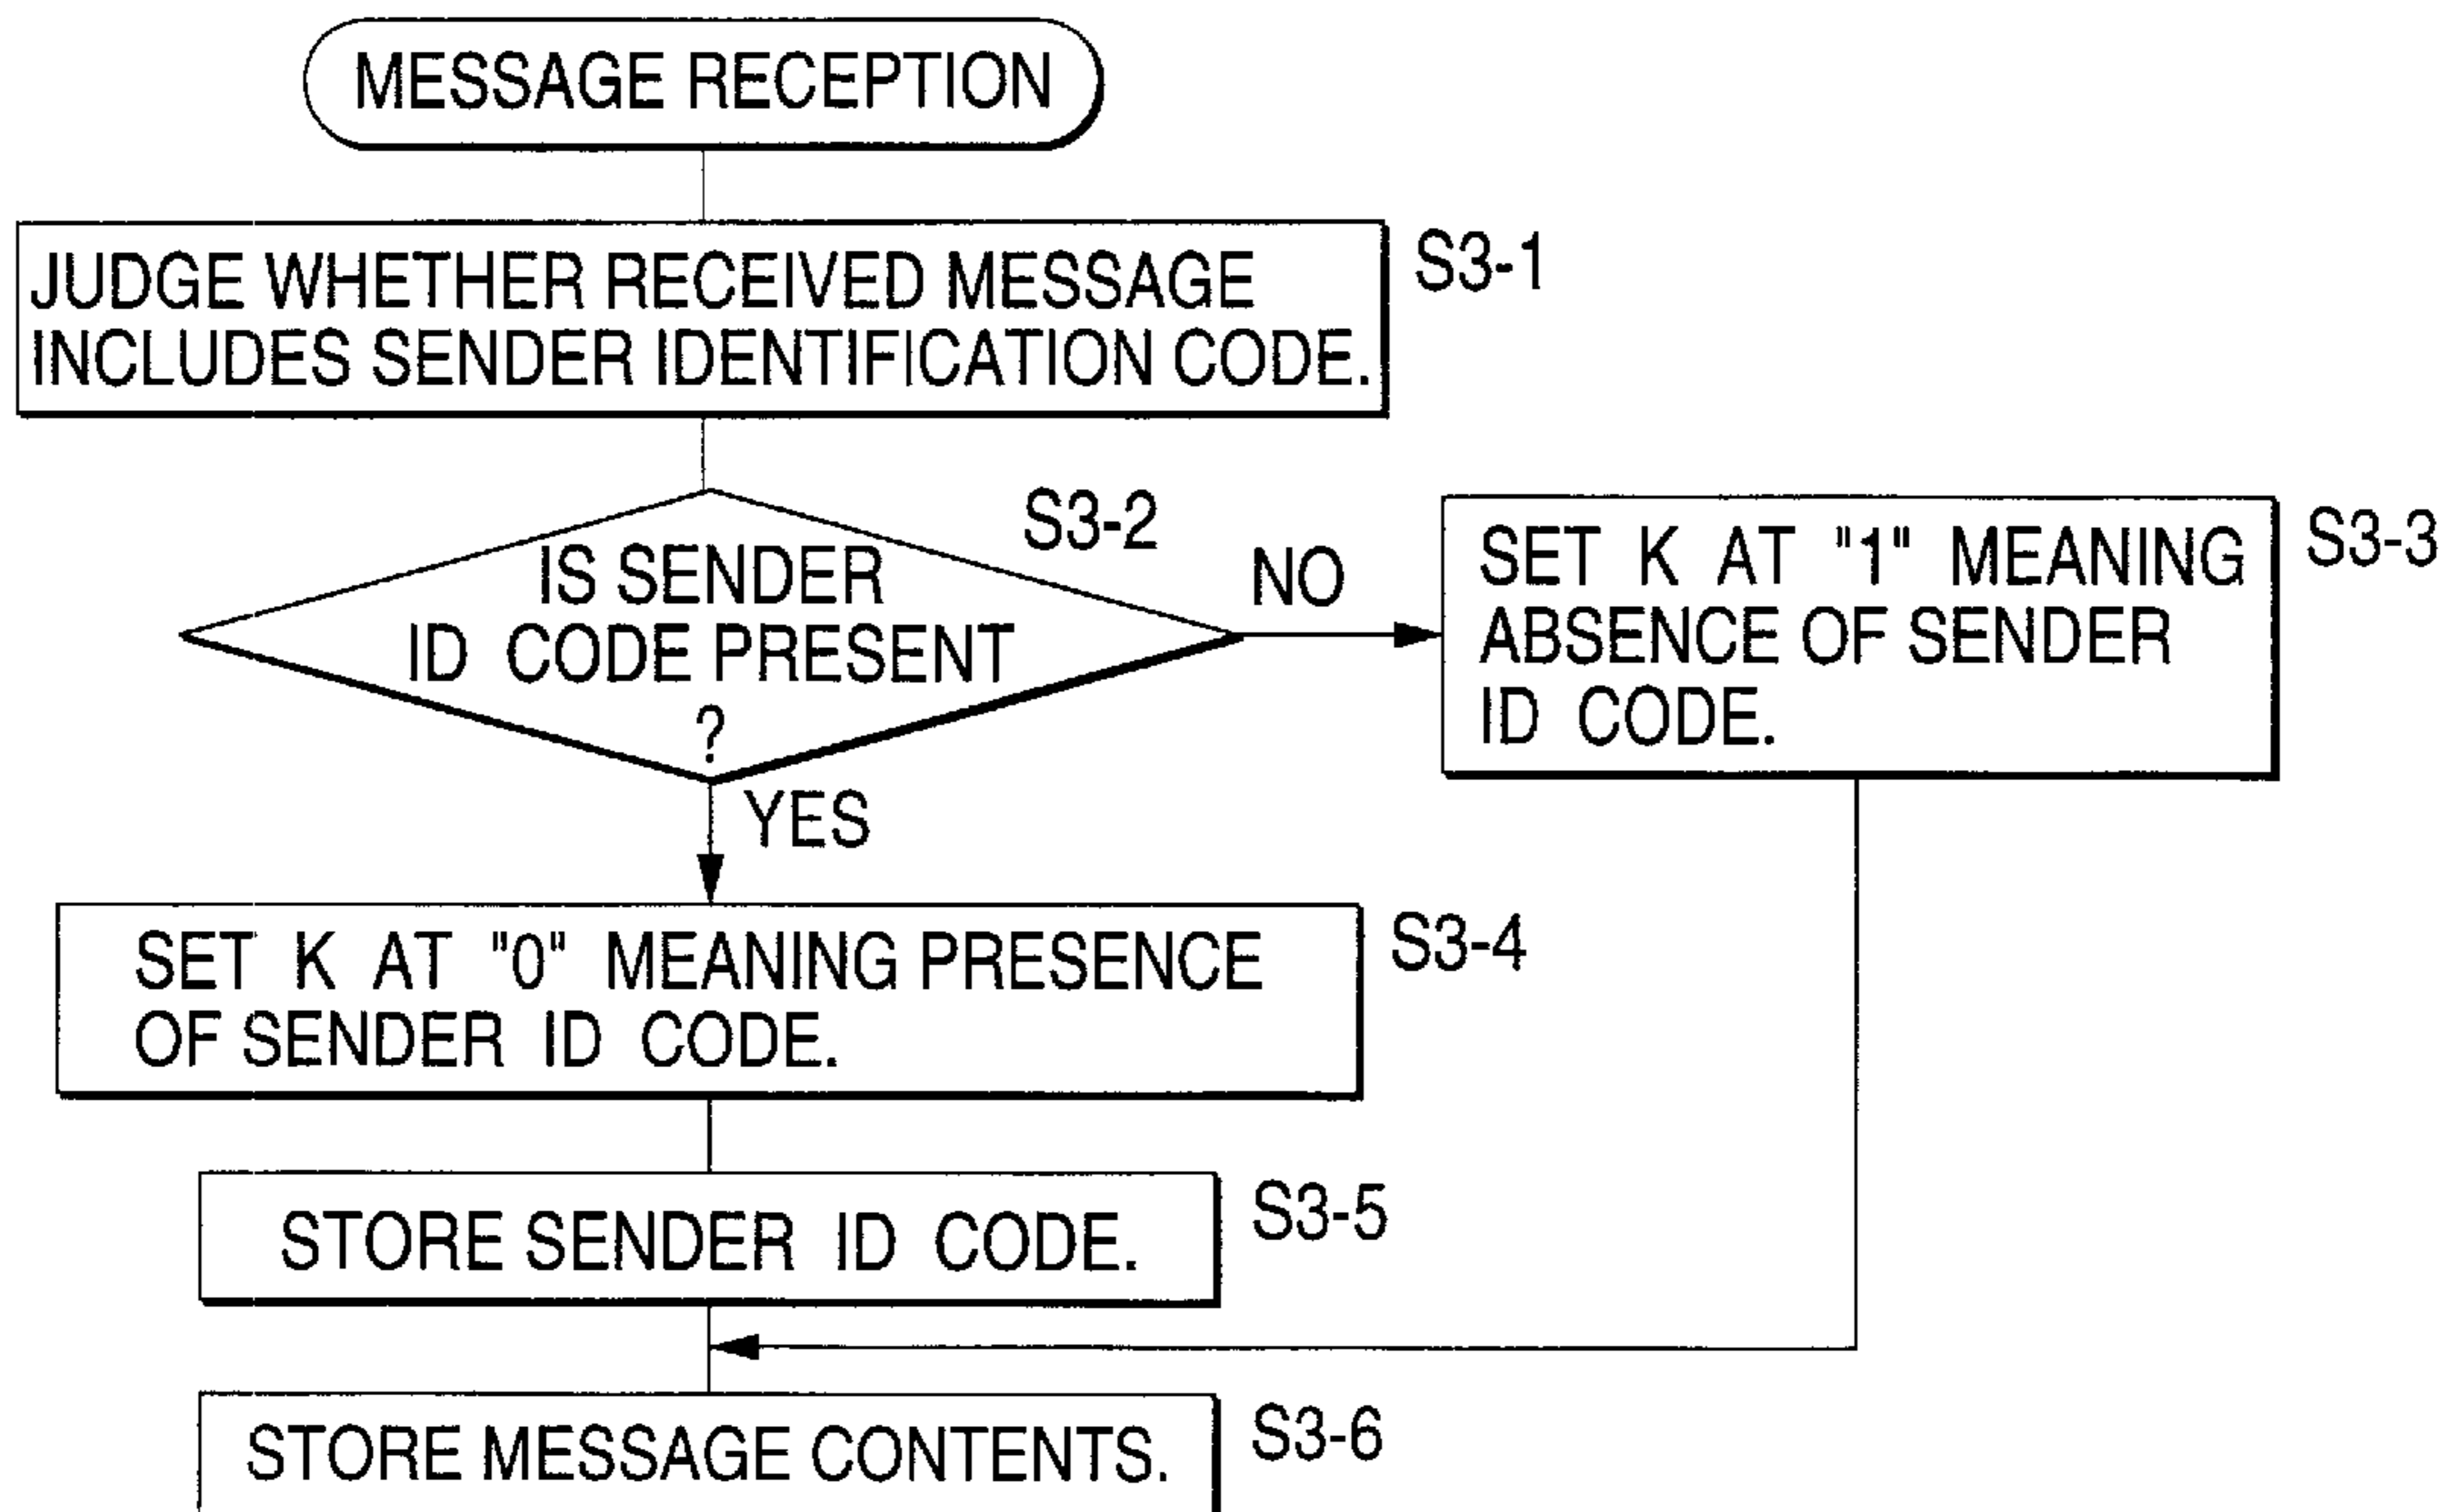 MESSAGE RECEPTION
JUDGE WHETHER RECEIVED MESSAGE
INCLUDES SENDER IDENTIFICATION CODE.
S3-1
S3-2
IS SENDER
ID CODE PRESENT
?
NO
SET K AT "1" MEANING
ABSENCE OF SENDER
ID CODE.
S3-3
YES
SET K AT "0" MEANING PRESENCE
OF SENDER ID CODE.
S3-4
STORE SENDER ID CODE.
S3-5
STORE MESSAGE CONTENTS.
S3-6